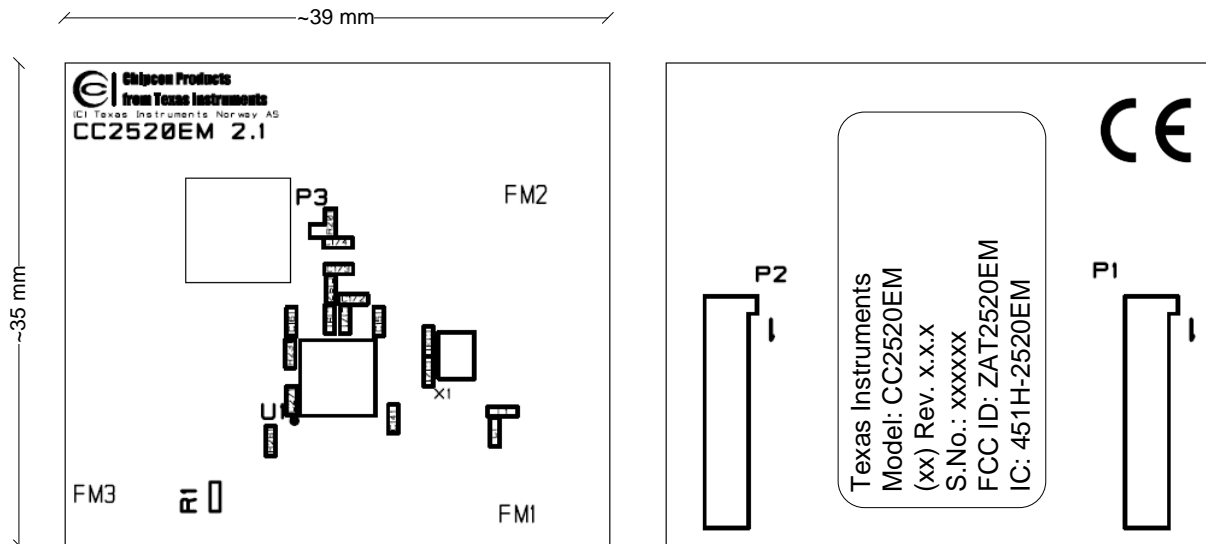 ~39 mm
Chipcon Products
from Texas Instruments
(C) Texas Instruments Norway AS
CC2520EM 2.1
P3
FM2
~35 mm
U1
X1
FM3
R1
FM1
P2
P1
1
1
Texas Instruments
Model: CC2520EM
(xx) Rev. x.x.x
S.No.: xxxxxx
FCC ID: ZAT2520EM
IC: 451H-2520EM
CE